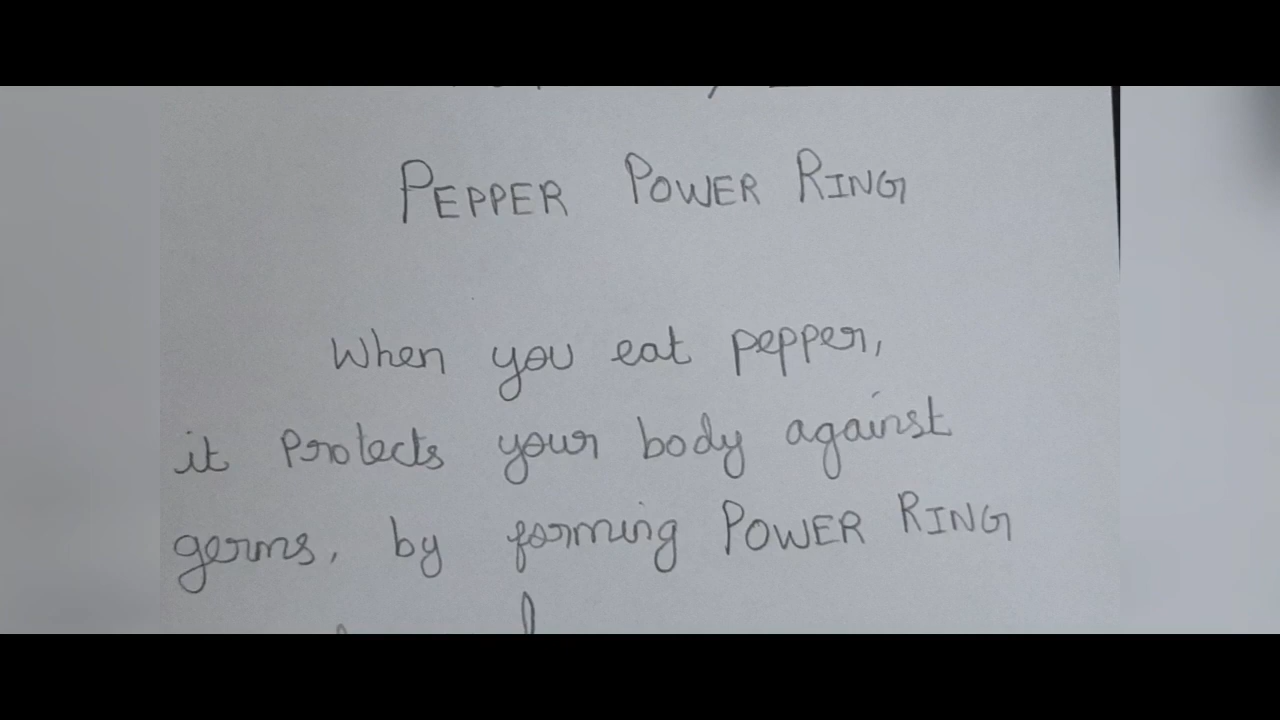 PEPPER POWER RING
When you eat pepper,
it Protects your body against
germs, by forming POWER RING